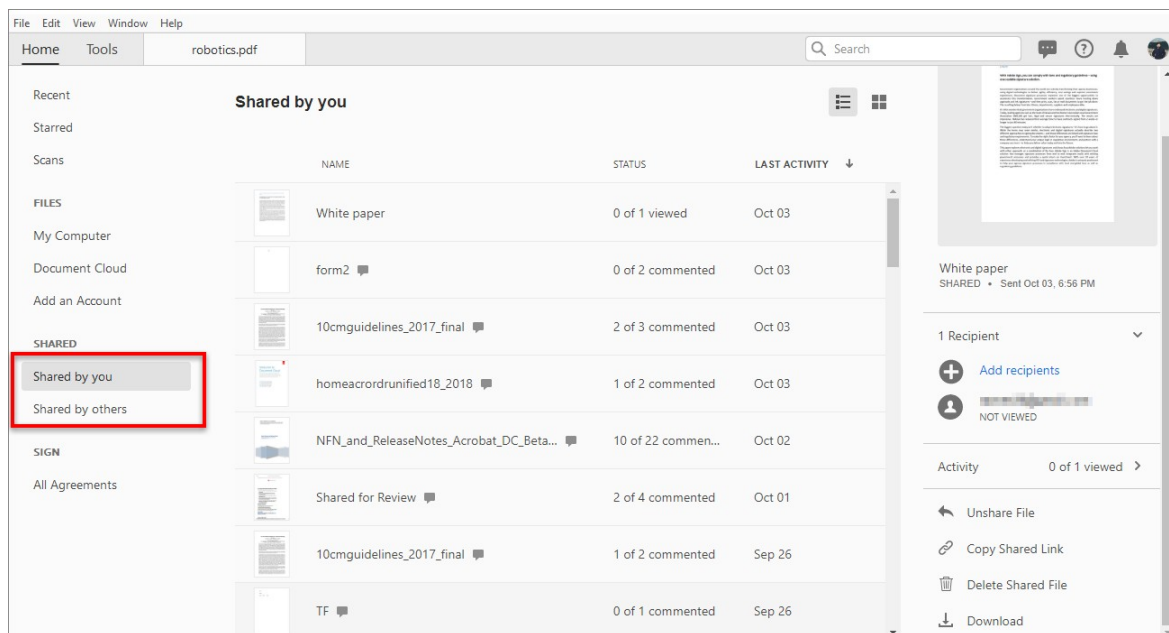 File Edit View Window Help
Home Tools robotics.pdf Search
Recent
Starred
Scans
FILES
My Computer
Document Cloud
Add an Account
SHARED
Shared by you
Shared by others
SIGN
All Agreements
Shared by you
NAME STATUS LAST ACTIVITY
White paper 0 of 1 viewed Oct 03
form2 0 of 2 commented Oct 03
10cmguidelines_2017_final 2 of 3 commented Oct 03
homeacrordrunified18_2018 1 of 2 commented Oct 03
NFN_and_ReleaseNotes_Acrobat_DC_Beta... 10 of 22 commen... Oct 02
Shared for Review 2 of 4 commented Oct 01
10cmguidelines_2017_final 1 of 2 commented Sep 26
TF 0 of 1 commented Sep 26
White paper
SHARED • Sent Oct 03, 6:56 PM
1 Recipient
Add recipients
NOT VIEWED
Activity 0 of 1 viewed
Unshare File
Copy Shared Link
Delete Shared File
Download